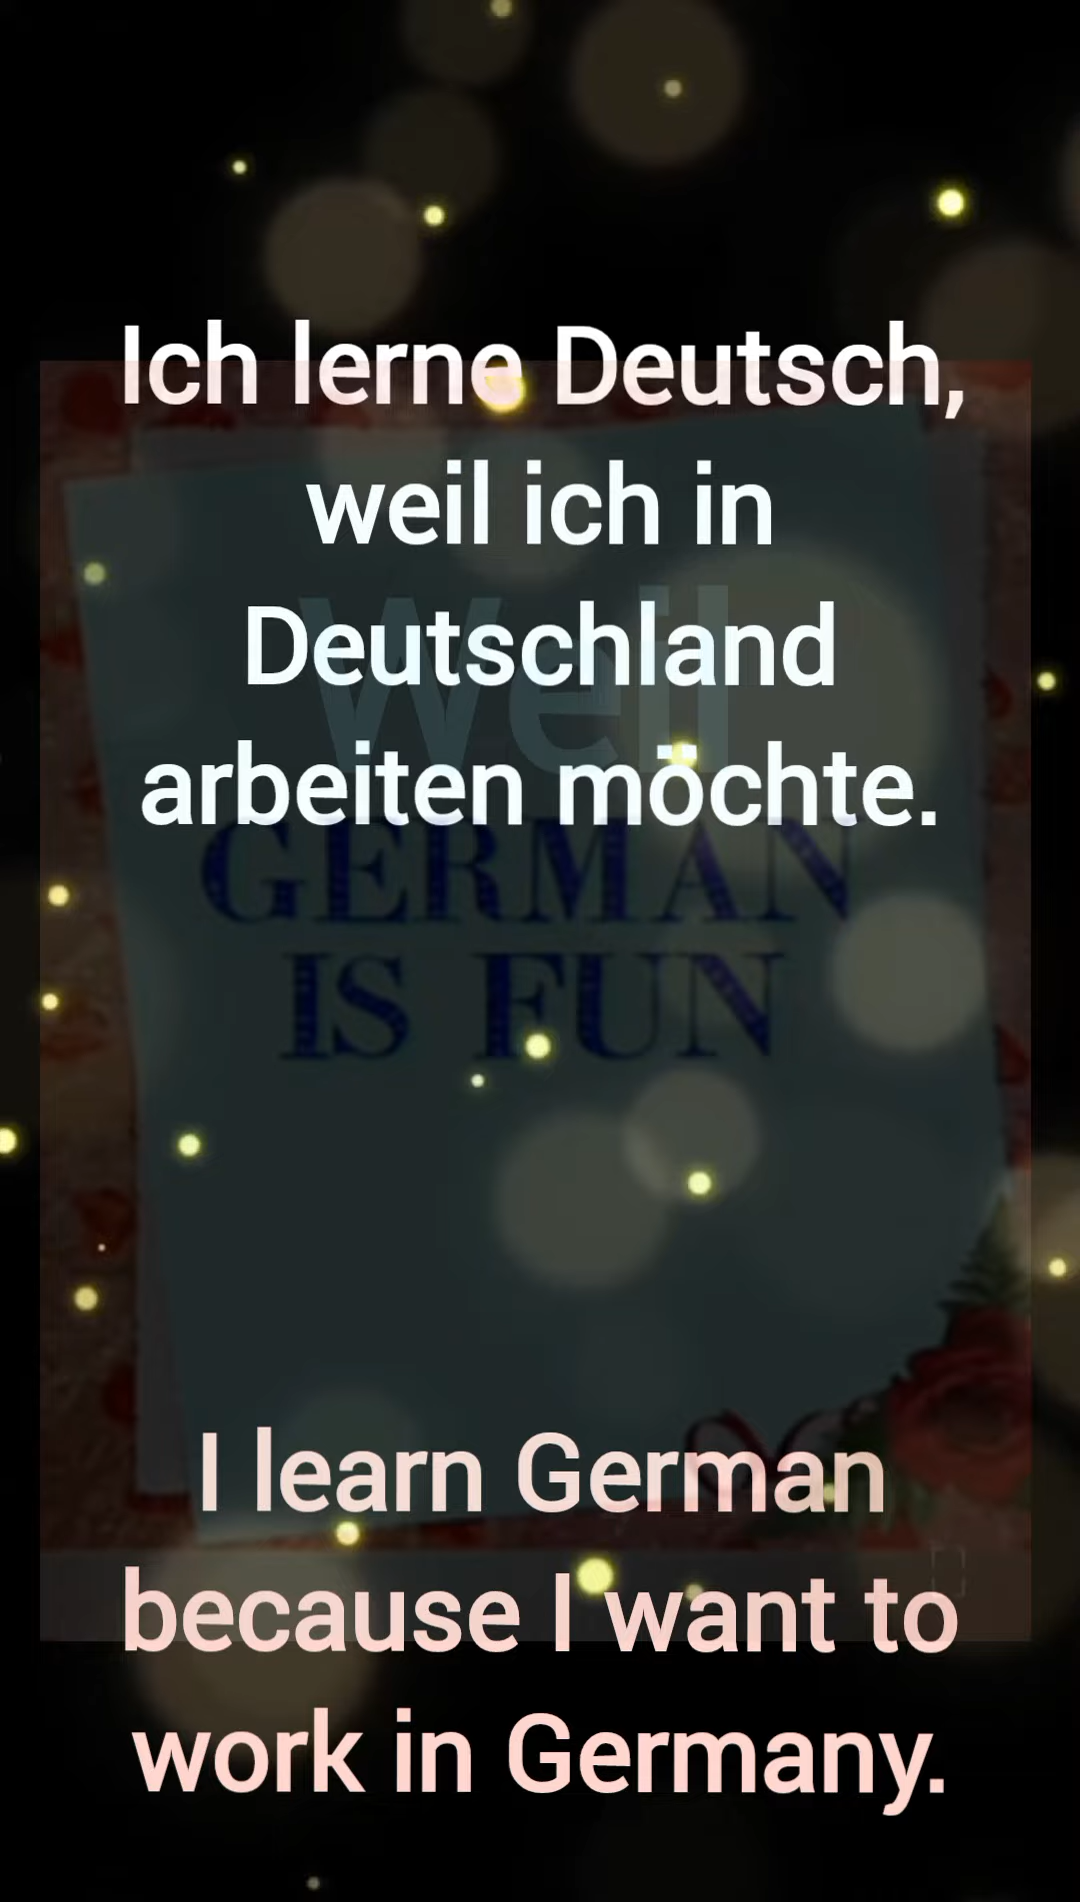 Ich lerne Deutsch,
weil ich in
Deutschland
arbeiten möchte.
Weil
GERMAN
IS FUN
I learn German
because I want to
work in Germany.